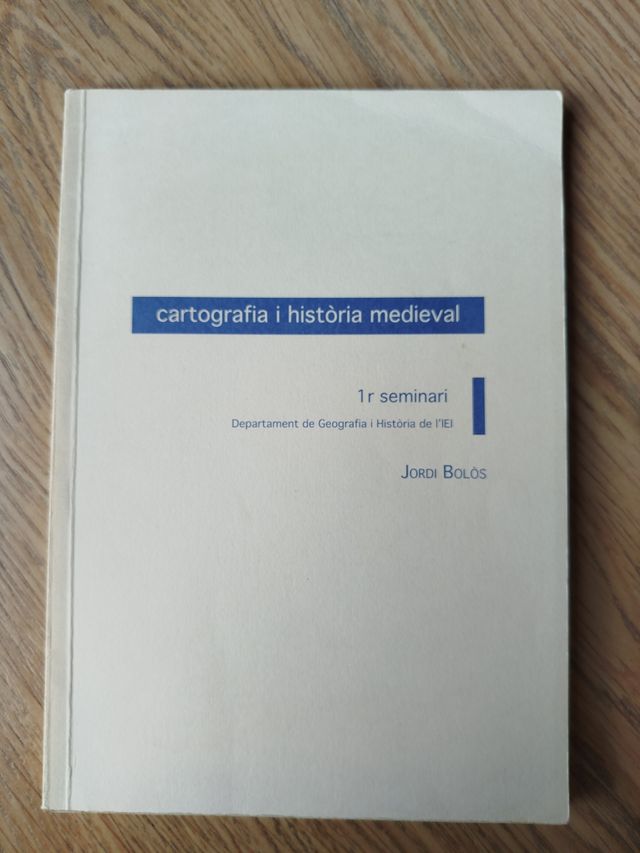 cartografia i història medieval
1r seminari
Departament de Geografia i Història de l'IEI
JORDI BOLÒS